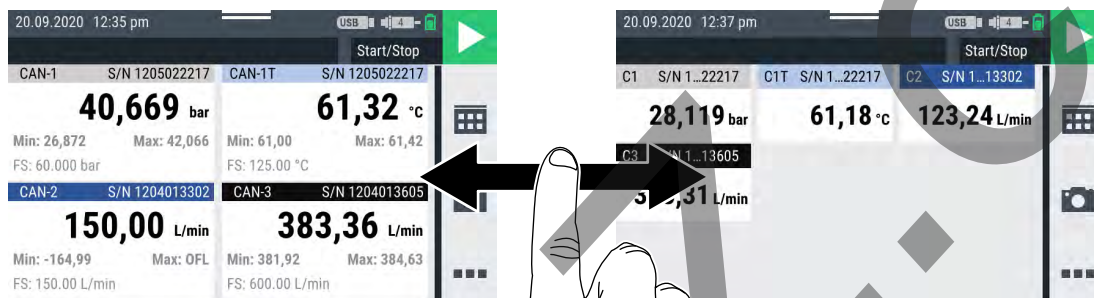 20.09.2020 12:35 pm USB 4
Start/Stop
CAN-1 S/N 1205022217 CAN-1T S/N 1205022217
40,669 bar 61,32 °C
Min: 26,872 Max: 42,066 Min: 61,00 Max: 61,42
FS: 60.000 bar FS: 125.00 °C
CAN-2 S/N 1204013302 CAN-3 S/N 1204013605
150,00 L/min 383,36 L/min
Min: -164,99 Max: OFL Min: 381,92 Max: 384,63
FS: 150.00 L/min FS: 600.00 L/min
20.09.2020 12:37 pm USB 4
Start/Stop
C1 S/N 1...22217 C1T S/N 1...22217 C2 S/N 1...13302
28,119 bar 61,18 °C 123,24 L/min
C3 S/N 1...13605
L/min